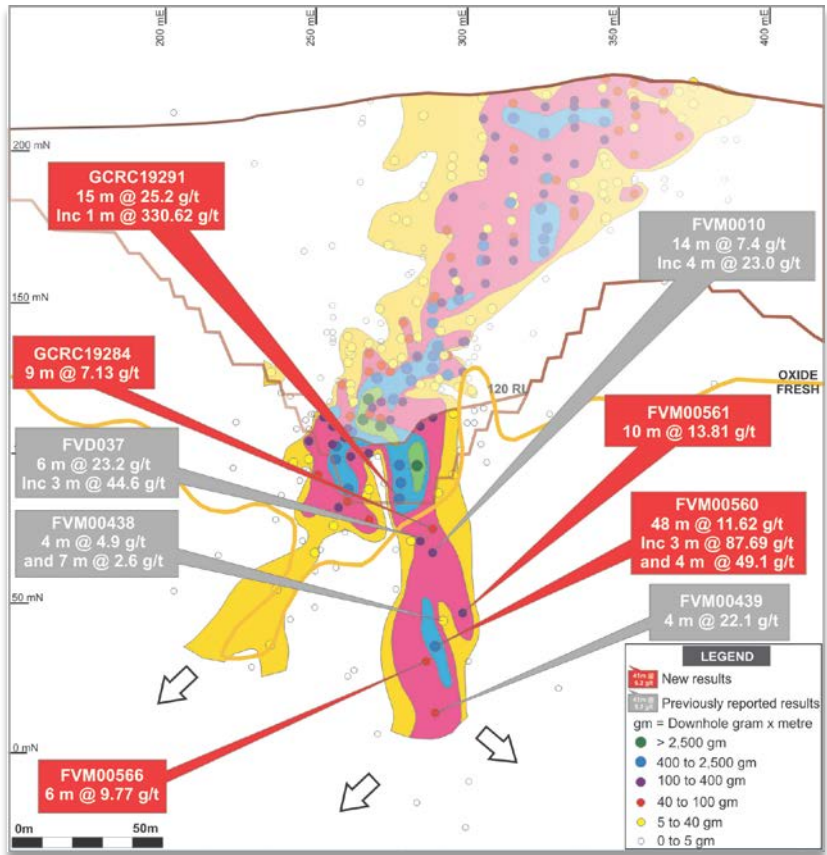 200 mE
250 mE
300 mE
350 mE
400 mE
200 mN
150 mN
50 mN
0 mN
GCRC19291
15 m @ 25.2 g/t
Inc 1 m @ 330.62 g/t
FVM0010
14 m @ 7.4 g/t
Inc 4 m @ 23.0 g/t
GCRC19284
9 m @ 7.13 g/t
120 RL
OXIDE
FRESH
FVD037
6 m @ 23.2 g/t
Inc 3 m @ 44.6 g/t
FVM00561
10 m @ 13.81 g/t
FVM00438
4 m @ 4.9 g/t
and 7 m @ 2.6 g/t
FVM00560
48 m @ 11.62 g/t
Inc 3 m @ 87.69 g/t
and 4 m @ 49.1 g/t
FVM00439
4 m @ 22.1 g/t
FVM00566
6 m @ 9.77 g/t
0m
50m
LEGEND
New results
Previously reported results
gm = Downhole gram x metre
> 2,500 gm
400 to 2,500 gm
100 to 400 gm
40 to 100 gm
5 to 40 gm
0 to 5 gm